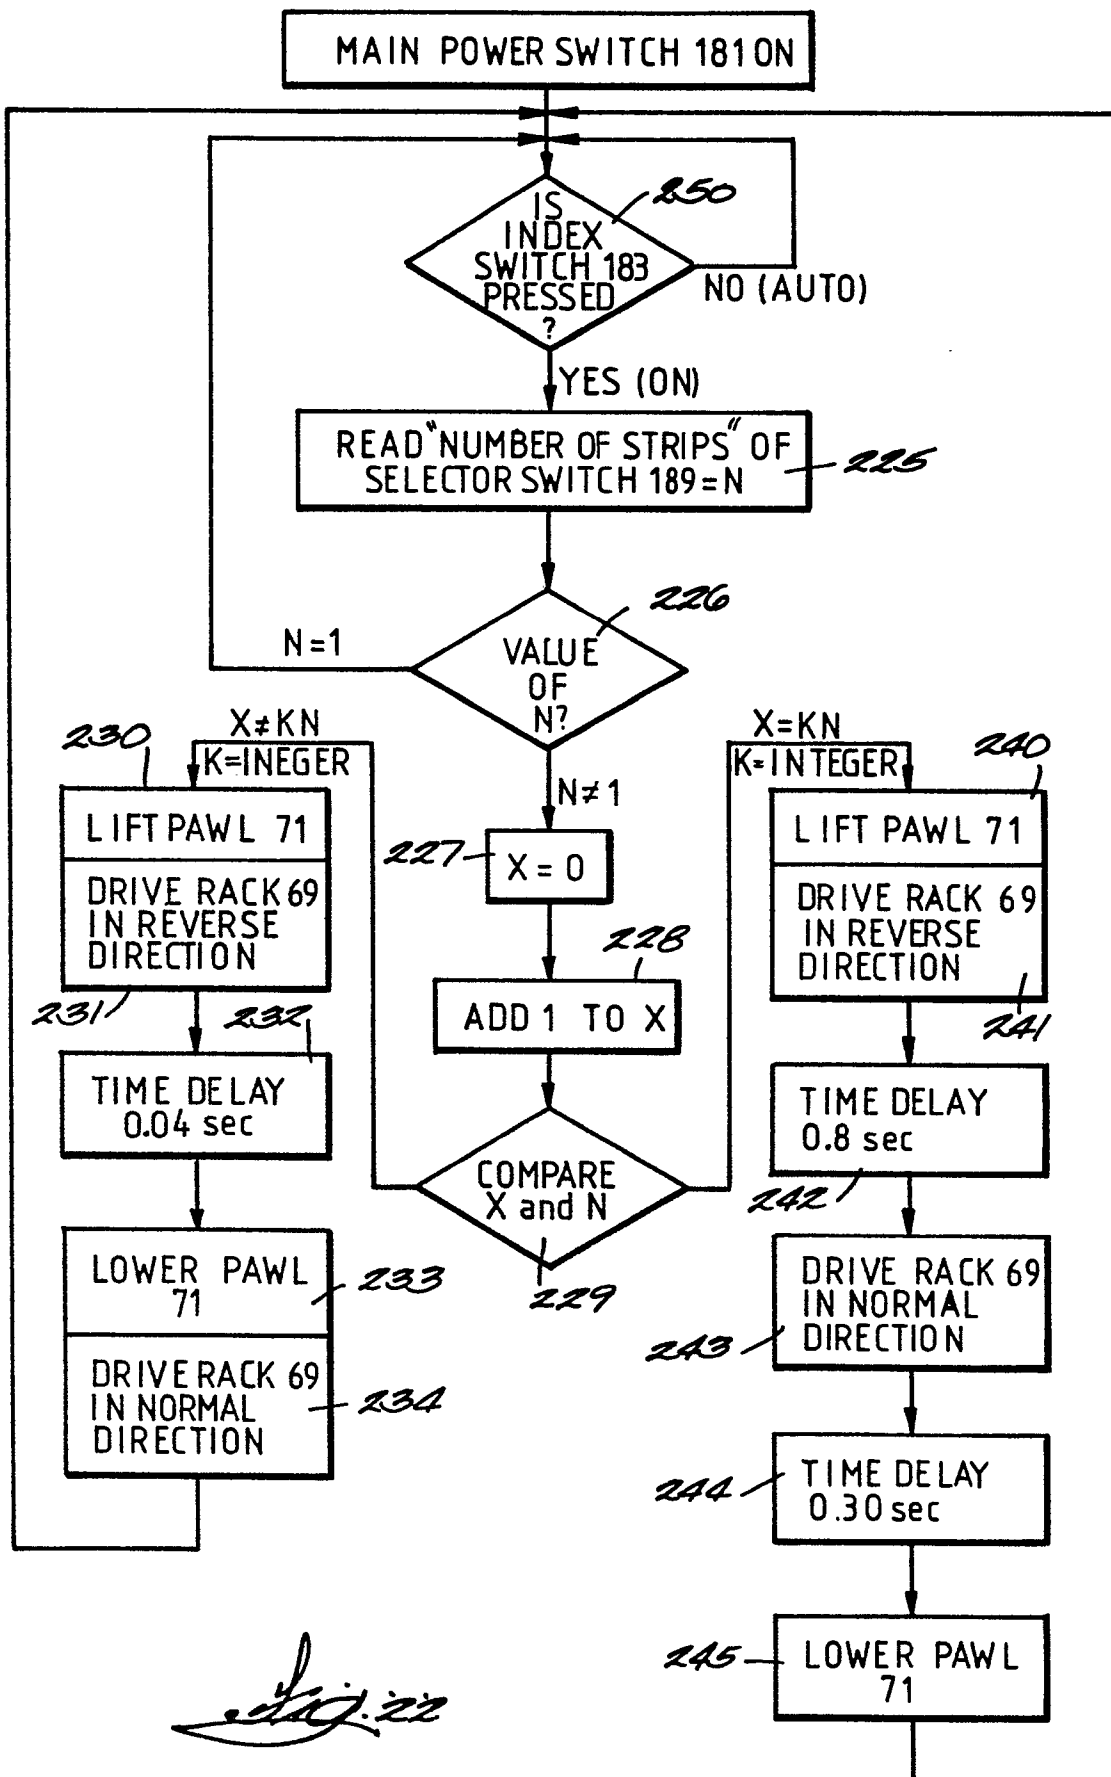 MAIN POWER SWITCH 181 ON
250
IS
INDEX
SWITCH 183
PRESSED
?
NO (AUTO)
YES (ON)
READ "NUMBER OF STRIPS" OF
SELECTOR SWITCH 189 = N
225
226
N = 1
VALUE
OF
N?
230
X ≠ KN
K=INEGER
X = KN
K=INTEGER
240
N ≠ 1
LIFT PAWL 71
DRIVE RACK 69
IN REVERSE
DIRECTION
231
227
X = 0
228
ADD 1 TO X
LIFT PAWL 71
DRIVE RACK 69
IN REVERSE
DIRECTION
241
232
TIME DELAY
0.04 sec
COMPARE
X and N
229
TIME DELAY
0.8 sec
242
LOWER PAWL
71
233
DRIVE RACK 69
IN NORMAL
DIRECTION
234
DRIVE RACK 69
IN NORMAL
DIRECTION
243
TIME DELAY
0.30 sec
244
LOWER PAWL
71
245
Fig. 22